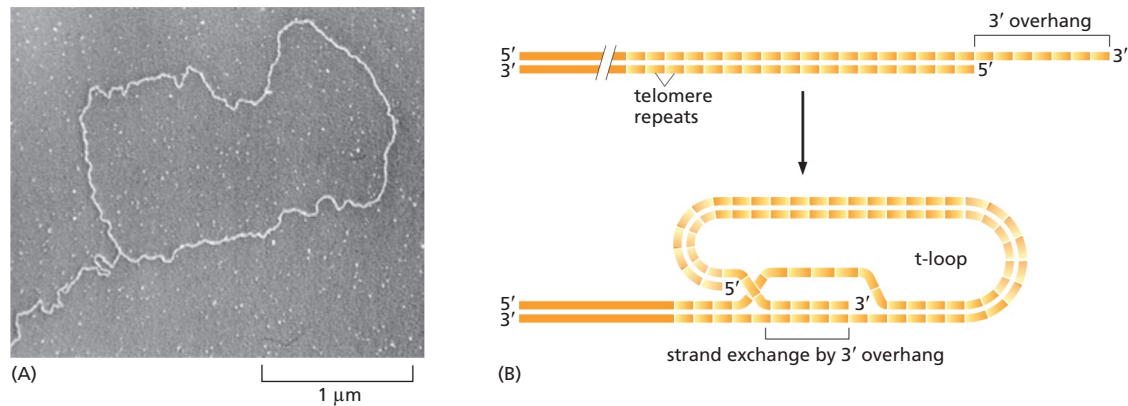 3′ overhang
5′
3′
3′
5′
telomere
repeats
t-loop
5′
5′
3′
3′
strand exchange by 3′ overhang
(A)
1 μm
(B)